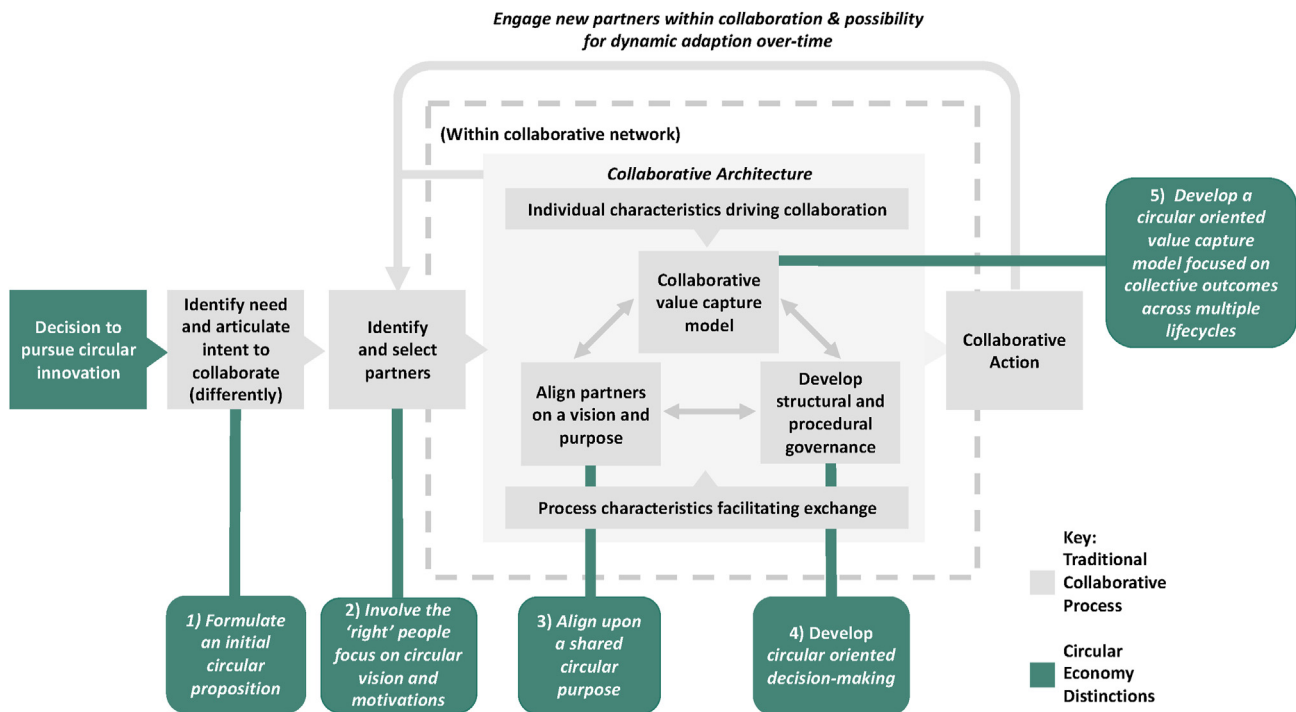 Engage new partners within collaboration & possibility
for dynamic adaption over-time
(Within collaborative network)
Collaborative Architecture
Individual characteristics driving collaboration
Collaborative
value capture
model
Align partners
on a vision and
purpose
Develop
structural and
procedural
governance
Process characteristics facilitating exchange
Decision to
pursue circular
innovation
Identify need
and articulate
intent to
collaborate
(differently)
Identify
and select
partners
Collaborative
Action
1) Formulate
an initial
circular
proposition
2) Involve the
‘right’ people
focus on circular
vision and
motivations
3) Align upon
a shared
circular
purpose
4) Develop
circular oriented
decision-making
5) Develop a
circular oriented
value capture
model focused on
collective outcomes
across multiple
lifecycles
Key:
Traditional
Collaborative
Process
Circular
Economy
Distinctions